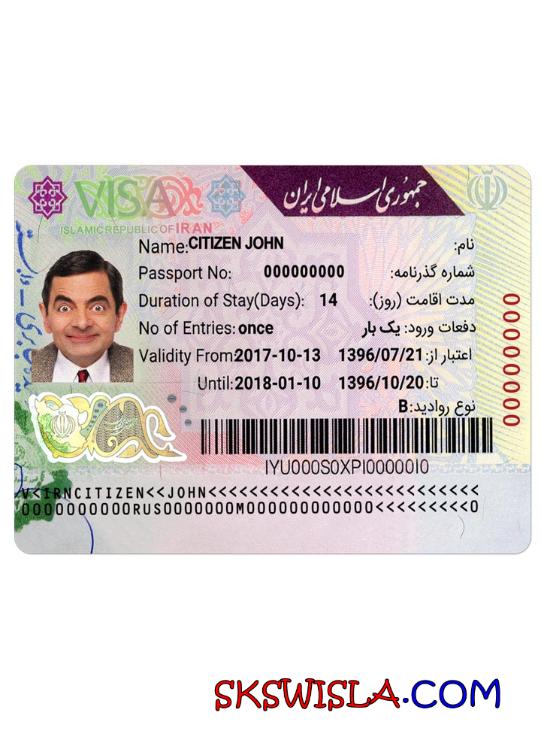 VISA
جمهوری اسلامی ایران
ISLAMIC REPUBLIC OF IRAN
Name: CITIZEN JOHN نام:
Passport No: 000000000 شماره گذرنامه:
Duration of Stay(Days): 14 مدت اقامت (روز):
No of Entries: once دفعات ورود: یک بار
Validity From: 2017-10-13 1396/07/21 اعتبار از:
Until: 2018-01-10 1396/10/20 تا:
نوع روادید: B
00000000
IYU000S0XPI00000I0
V<IRNCITIZEN<<JOHN<<<<<<<<<<<<<<<<<<<<<<<<<<
0000000000RUS0000000M000000000000<<<<<<<<<0
SKSWISLA.COM